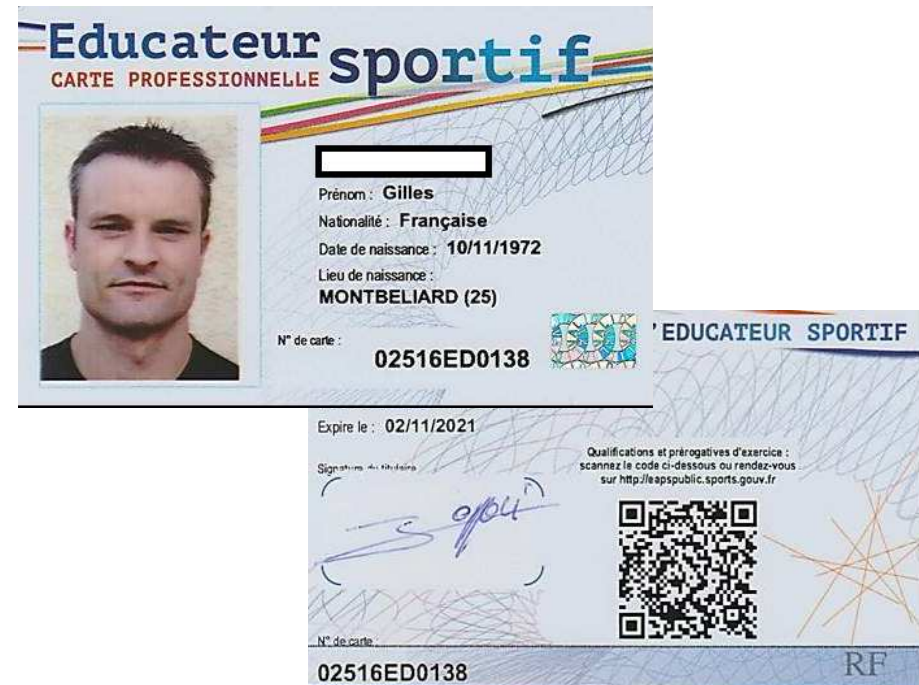 Educateur sportif
CARTE PROFESSIONNELLE
Prénom : Gilles
Nationalité : Française
Date de naissance : 10/11/1972
Lieu de naissance :
MONTBELIARD (25)
N° de carte :
02516ED0138
EDUCATEUR SPORTIF
Expire le : 02/11/2021
Qualifications et prérogatives d'exercice :
scannez le code ci-dessous ou rendez-vous
sur http://eapspublic.sports.gouv.fr
Signature du titulaire
N° de carte
02516ED0138
RF